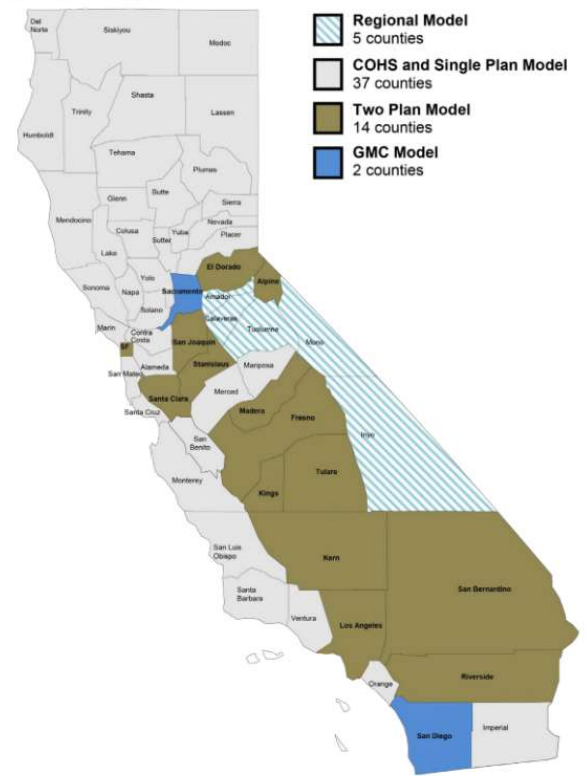 Regional Model
5 counties
COHS and Single Plan Model
37 counties
Two Plan Model
14 counties
GMC Model
2 counties
Del
Norte
Siskiyou
Modoc
Shasta
Trinity
Lassen
Humboldt
Tehama
Plumas
Butte
Glenn
Sierra
Mendocino
Nevada
Colusa
Yuba
Placer
Sutter
Lake
El Dorado
Yolo
Alpine
Sonoma
Napa
Sacramento
Amador
Solano
Calaveras
Marin
Contra
Costa
Tuolumne
Mono
SF
San Joaquin
Alameda
Stanislaus
Mariposa
San Mateo
Santa Clara
Merced
Madera
Santa Cruz
Fresno
Inyo
San
Benito
Tulare
Monterey
Kings
San Luis
Obispo
Kern
Santa
Barbara
San Bernardino
Ventura
Los Angeles
Riverside
Orange
San Diego
Imperial